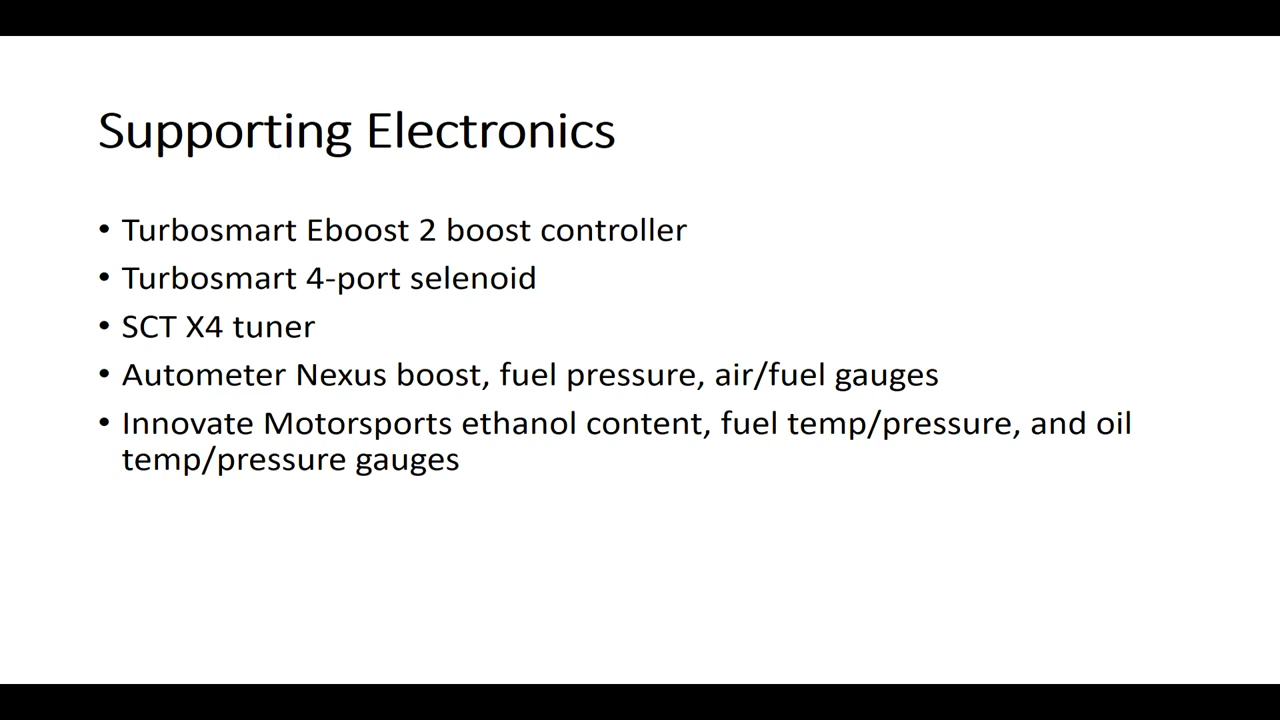 Supporting Electronics
• Turbosmart Eboost 2 boost controller
• Turbosmart 4-port selenoid
• SCT X4 tuner
• Autometer Nexus boost, fuel pressure, air/fuel gauges
• Innovate Motorsports ethanol content, fuel temp/pressure, and oil
temp/pressure gauges